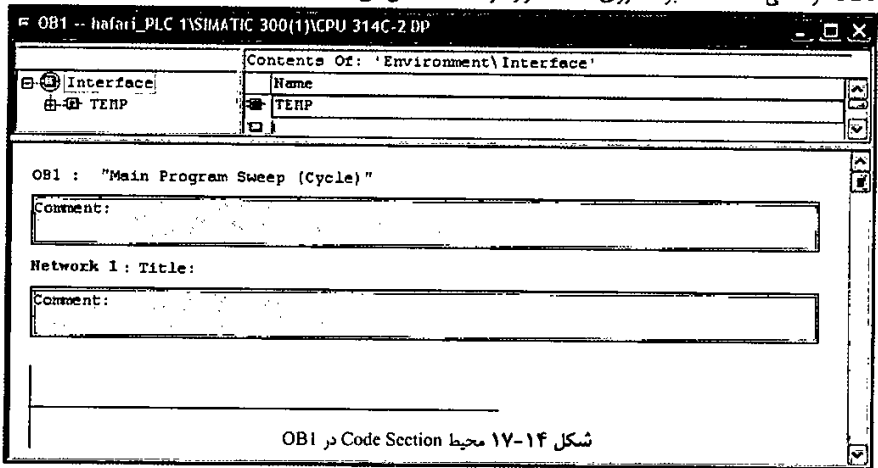 OB1 -- hafari_PLC 1\SIMATIC 300(1)\CPU 314C-2 DP
Contents Of: 'Environment\Interface'
Interface
Name
TEMP
TEMP
OB1 : "Main Program Sweep (Cycle)"
Comment:
Network 1 : Title:
Comment:
شکل ۱۴-۱۷ محیط Code Section در OB1